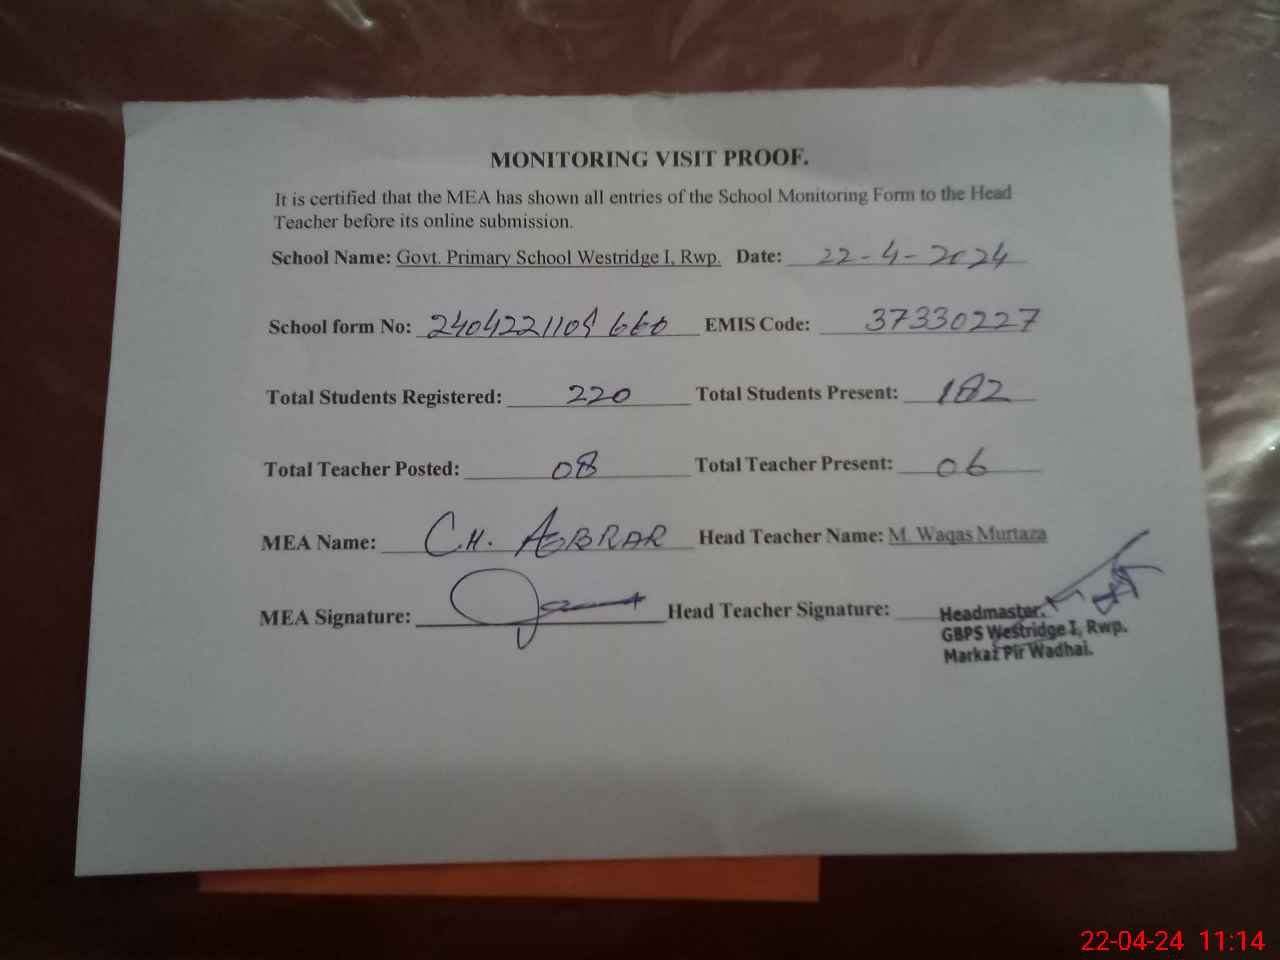 MONITORING VISIT PROOF.
It is certified that the MEA has shown all entries of the School Monitoring Form to the Head
Teacher before its online submission.
School Name: Govt. Primary School Westridge I, Rwp. Date: 22-4-2024
School form No: 2404221109 660 EMIS Code: 37330227
Total Students Registered: 220 Total Students Present: 182
Total Teacher Posted: 08 Total Teacher Present: 06
MEA Name: CH. AOBRAR Head Teacher Name: M. Waqas Murtaza
MEA Signature: Head Teacher Signature:
Headmaster.
GBPS Westridge I, Rwp.
Markaz Pir Wadhai.
22-04-24 11:14